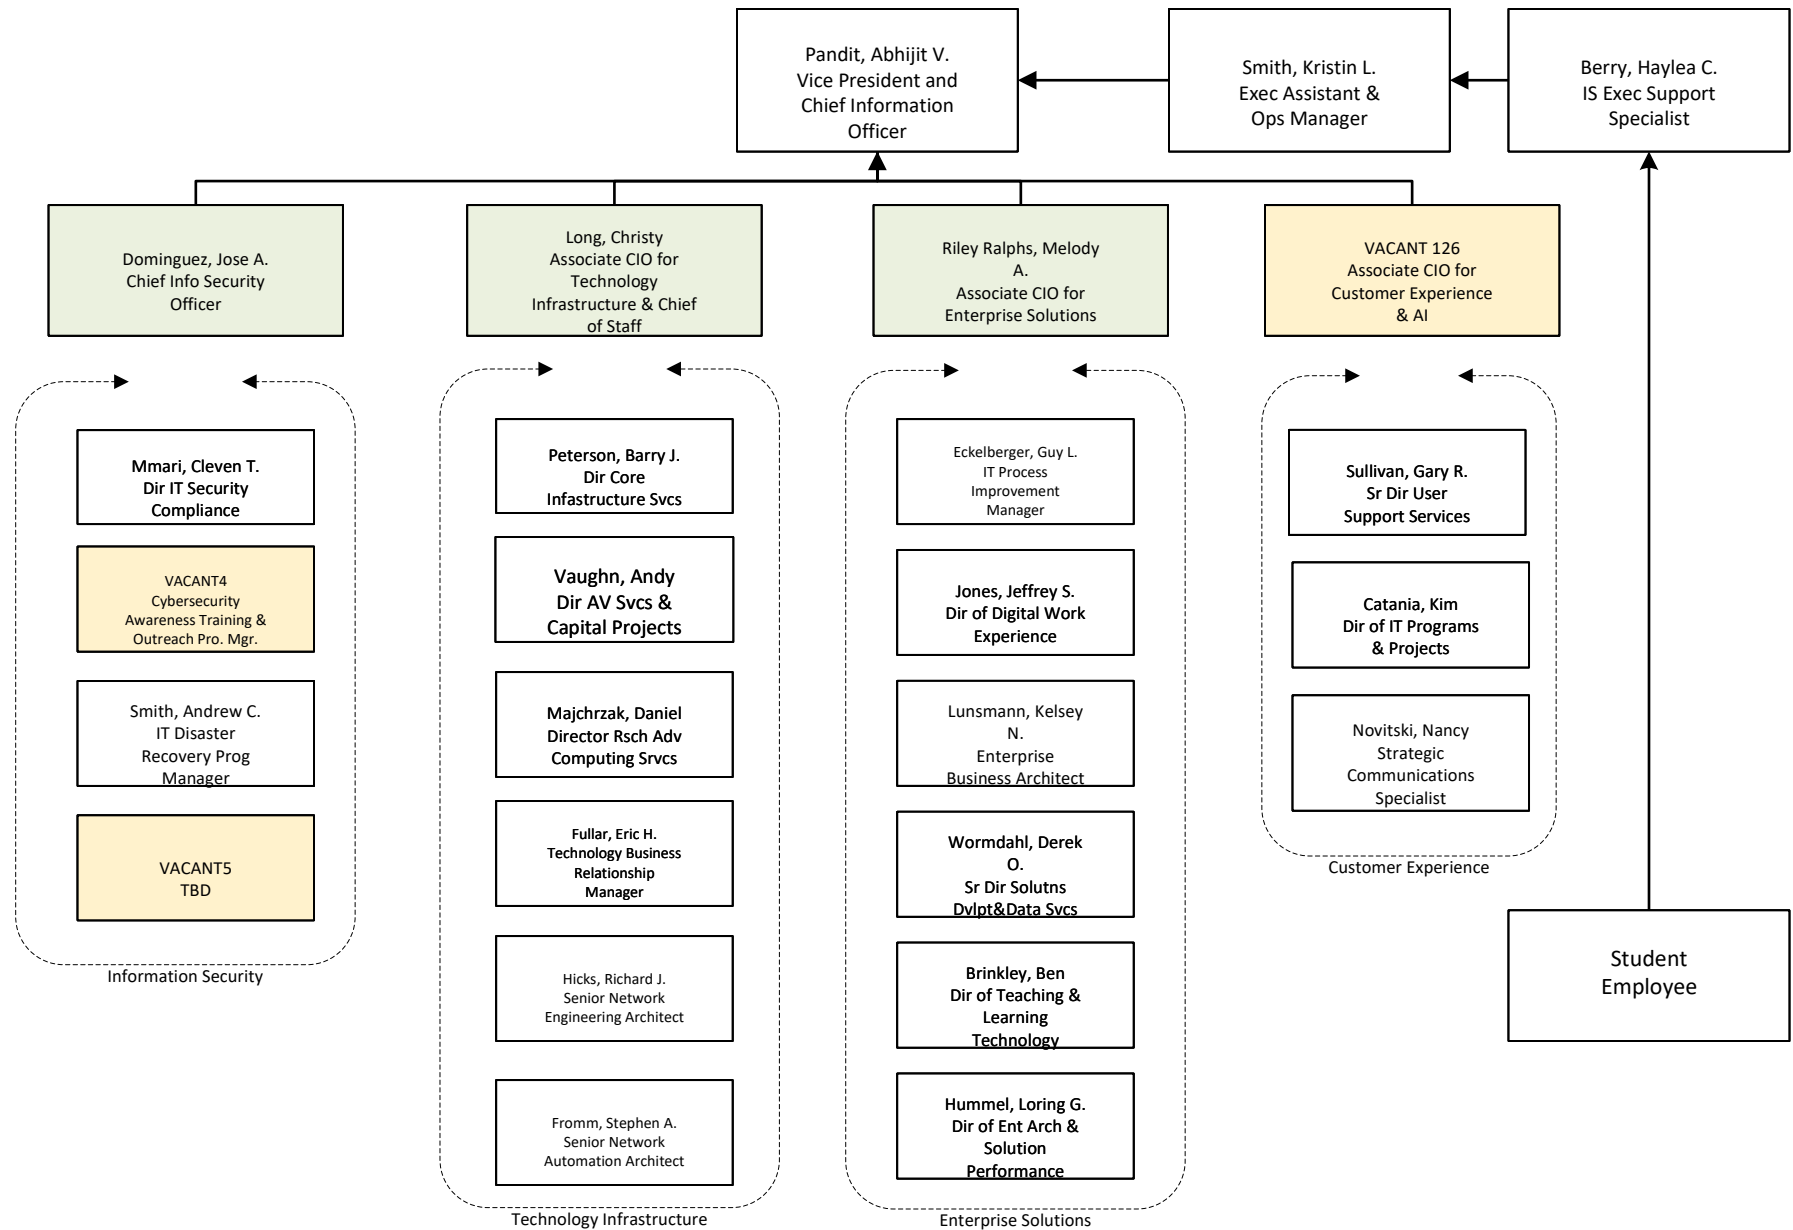 Pandit, Abhijit V.
Vice President and
Chief Information
Officer
Smith, Kristin L.
Exec Assistant &
Ops Manager
Berry, Haylea C.
IS Exec Support
Specialist
Dominguez, Jose A.
Chief Info Security
Officer
Long, Christy
Associate CIO for
Technology
Infrastructure & Chief
of Staff
Riley Ralphs, Melody
A.
Associate CIO for
Enterprise Solutions
VACANT 126
Associate CIO for
Customer Experience
& AI
Mmari, Cleven T.
Dir IT Security
Compliance
VACANT4
Cybersecurity
Awareness Training &
Outreach Pro. Mgr.
Smith, Andrew C.
IT Disaster
Recovery Prog
Manager
VACANT5
TBD
Information Security
Peterson, Barry J.
Dir Core
Infastructure Svcs
Vaughn, Andy
Dir AV Svcs &
Capital Projects
Majchrzak, Daniel
Director Rsch Adv
Computing Srvcs
Fullar, Eric H.
Technology Business
Relationship
Manager
Hicks, Richard J.
Senior Network
Engineering Architect
Fromm, Stephen A.
Senior Network
Automation Architect
Technology Infrastructure
Eckelberger, Guy L.
IT Process
Improvement
Manager
Jones, Jeffrey S.
Dir of Digital Work
Experience
Lunsmann, Kelsey
N.
Enterprise
Business Architect
Wormdahl, Derek
O.
Sr Dir Solutns
Dvlpt&Data Svcs
Brinkley, Ben
Dir of Teaching &
Learning
Technology
Hummel, Loring G.
Dir of Ent Arch &
Solution
Performance
Enterprise Solutions
Sullivan, Gary R.
Sr Dir User
Support Services
Catania, Kim
Dir of IT Programs
& Projects
Novitski, Nancy
Strategic
Communications
Specialist
Customer Experience
Student
Employee